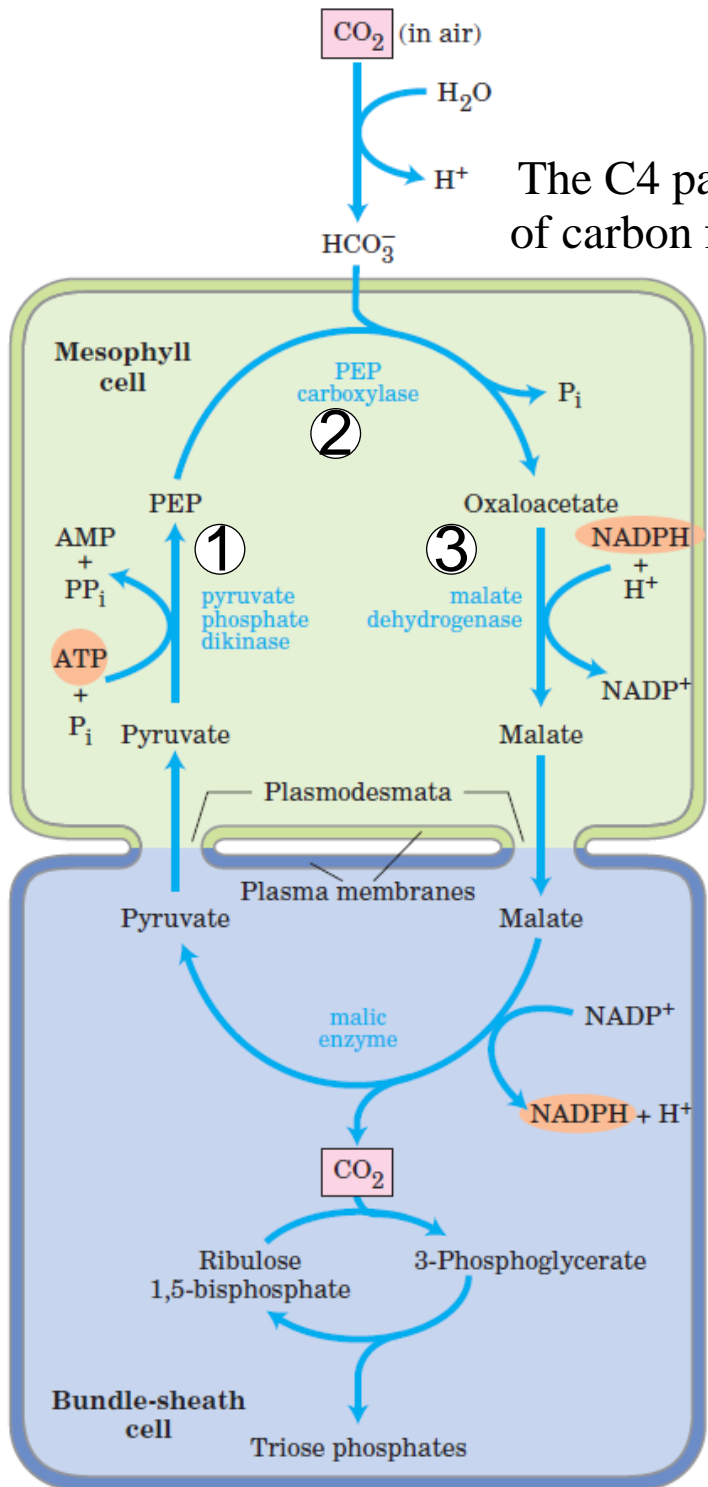 CO₂ (in air)
H₂O
H⁺
The C4 pa
of carbon
HCO₃⁻
Mesophyll
cell
PEP
carboxylase
②
Pᵢ
PEP
Oxaloacetate
AMP
+
PPᵢ
①
③
NADPH
+
H⁺
pyruvate
phosphate
dikinase
malate
dehydrogenase
ATP
+
Pᵢ
NADP⁺
Pyruvate
Malate
Plasmodesmata
Plasma membranes
Pyruvate
Malate
malic
enzyme
NADP⁺
NADPH + H⁺
CO₂
Ribulose
1,5-bisphosphate
3-Phosphoglycerate
Bundle-sheath
cell
Triose phosphates